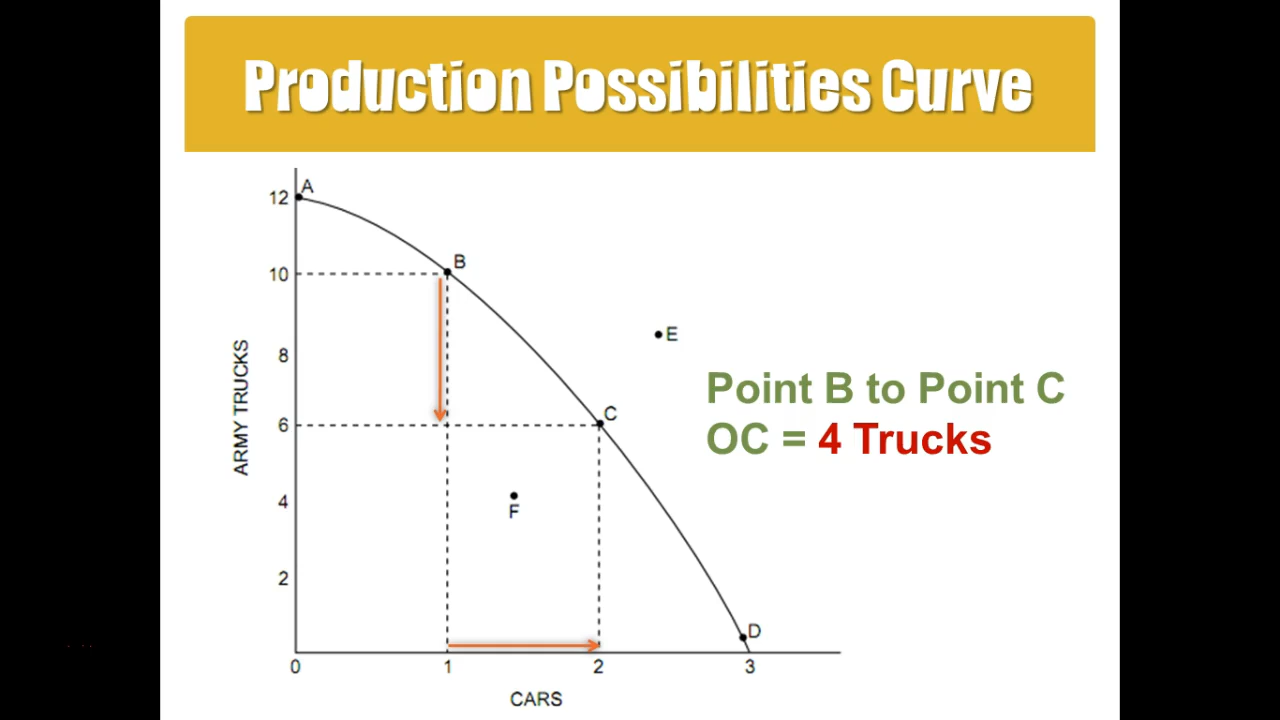 Production Possibilities Curve
12
A
B
10
E
8
Point B to Point C
ARMY TRUCKS
C
6
OC = 4 Trucks
4
F
2
D
0 1 2 3
CARS